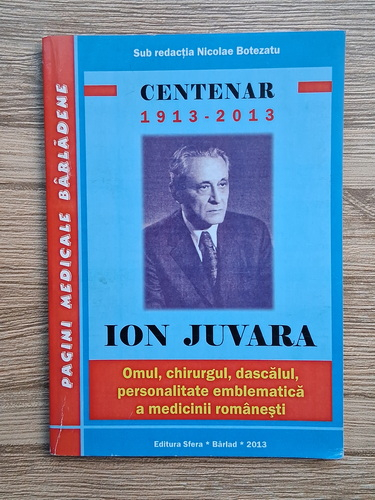 Sub redacția Nicolae Botezatu
CENTENAR
1913-2013
PAGINI MEDICALE BÂRLĂDENE
ION JUVARA
Omul, chirurgul, dascălul,
personalitate emblematică
a medicinii românești
Editura Sfera * Bârlad * 2013